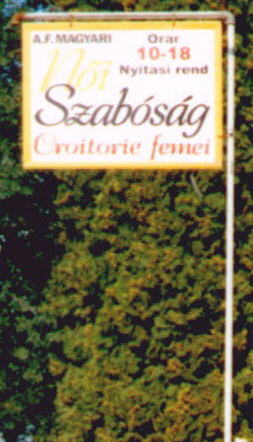 A.F. MAGYARI
Orar
10-18
Nyitasi rend
Női
Szabóság
Croitorie femei